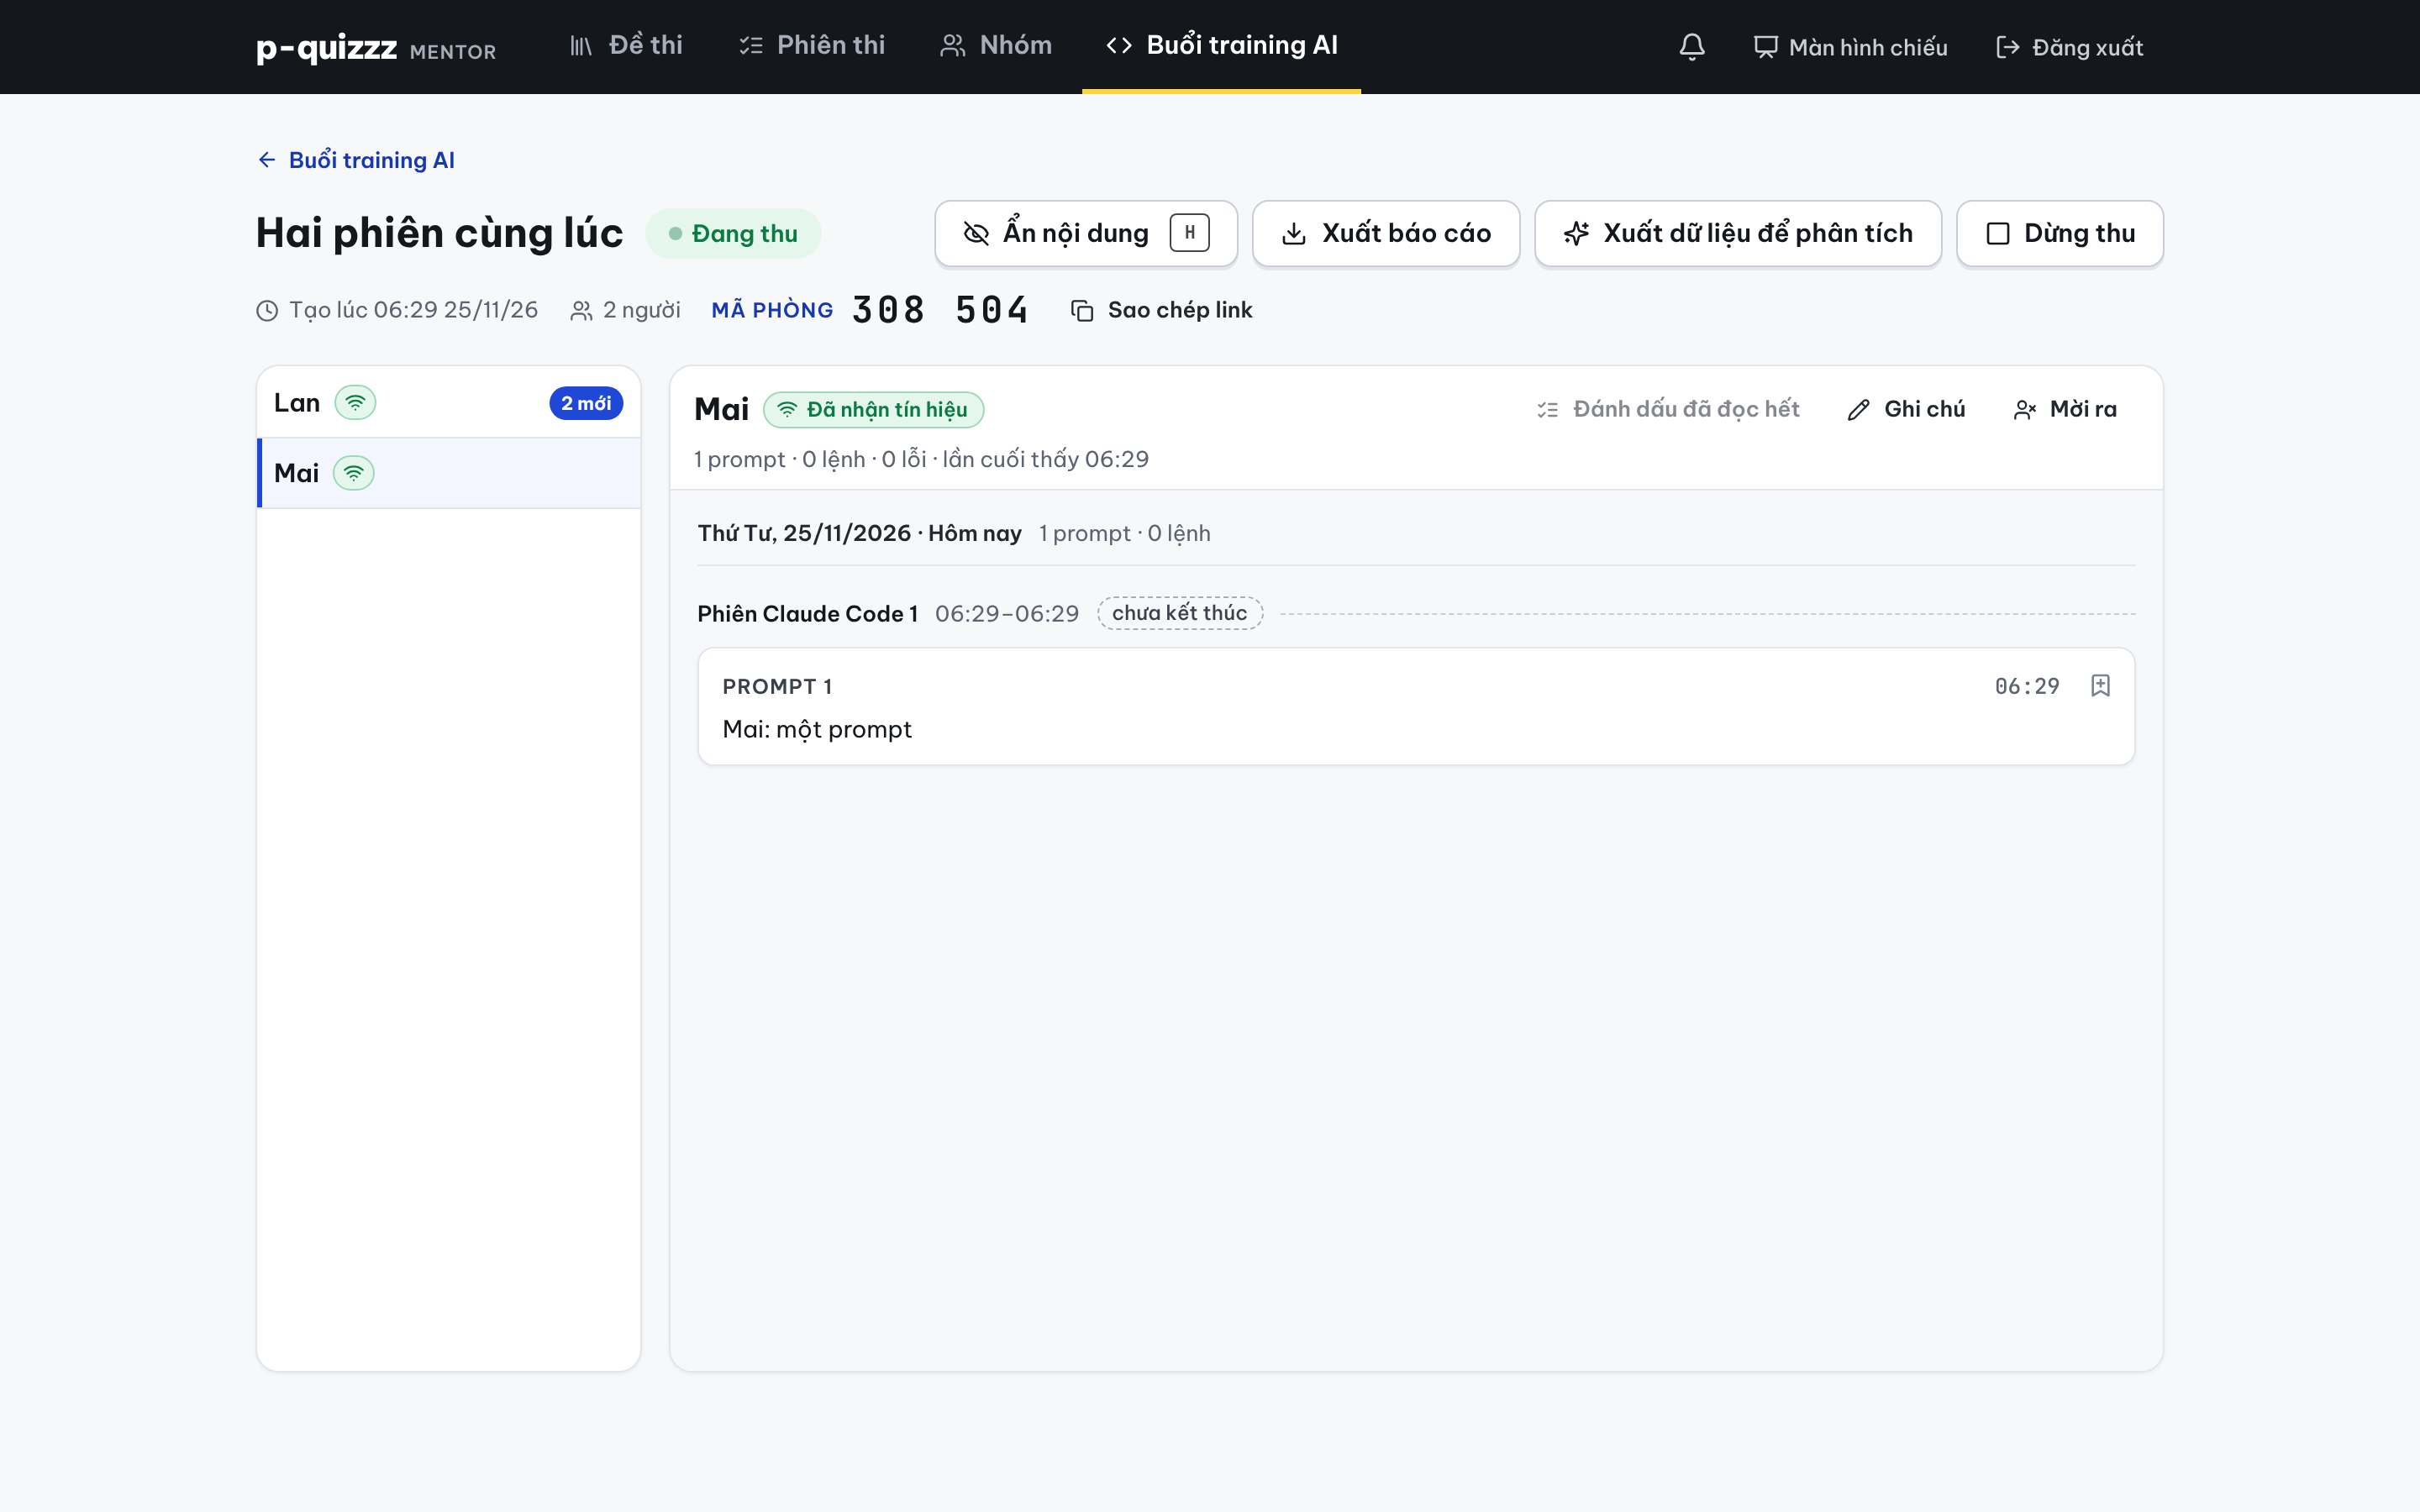 p-quizzz MENTOR
Đề thi
Phiên thi
Nhóm
Buổi training AI
Màn hình chiếu
Đăng xuất
Buổi training AI
Hai phiên cùng lúc
Đang thu
Ẩn nội dung H
Xuất báo cáo
Xuất dữ liệu để phân tích
Dừng thu
Tạo lúc 06:29 25/11/26
2 người
MÃ PHÒNG 308 504
Sao chép link
Lan
2 mới
Mai
Mai
Đã nhận tín hiệu
Đánh dấu đã đọc hết
Ghi chú
Mời ra
1 prompt · 0 lệnh · 0 lỗi · lần cuối thấy 06:29
Thứ Tư, 25/11/2026 · Hôm nay 1 prompt · 0 lệnh
Phiên Claude Code 1 06:29–06:29 chưa kết thúc
PROMPT 1 06:29
Mai: một prompt